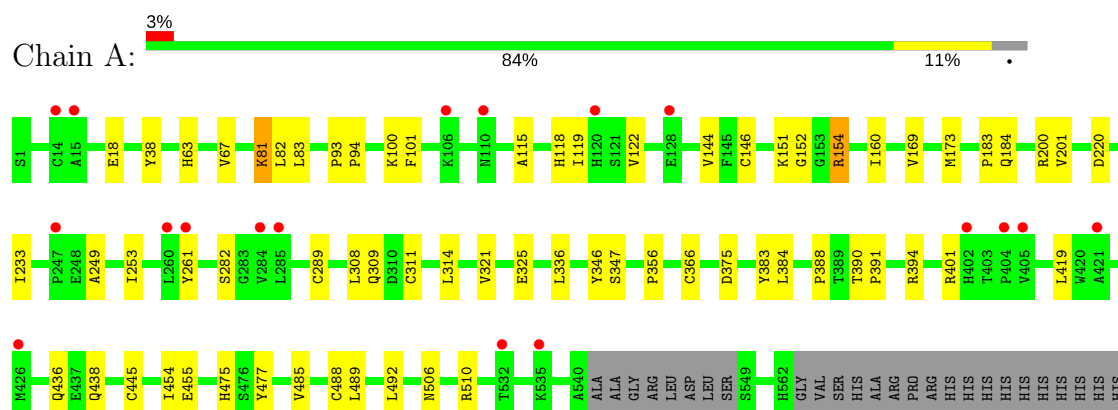 3%
Chain A:
84% 11% •
S1 C14 A15 E18 Y38 H63 V67 K81 L82 L83 P93 P94 K100 F101 K106 N110 A115 H118 I119 H120 S121 V122 E128 V144 F145 C146 K151 G152 G153 R154 I160 V169 M173 P183 Q184 R200 V201 D220
I233 P247 E248 A249 I253 L260 Y261 S282 G283 V284 L285 C289 L308 Q309 D310 C311 L314 V321 E325 L336 Y346 S347 P356 C366 D375 Y383 L384 P388 T389 T390 P391 R394 R401 H402 T403 P404 V405 L419 W420 A421
M426 Q436 E437 Q438 C445 I454 E455 H475 S476 Y477 V485 C488 L489 L492 N506 R510 T532 K535 A540 ALA ALA GLY ARG LEU ASP LEU SER S549 H562 GLY VAL SER HIS ALA ARG PRO ARG HIS HIS HIS HIS HIS HIS HIS HIS